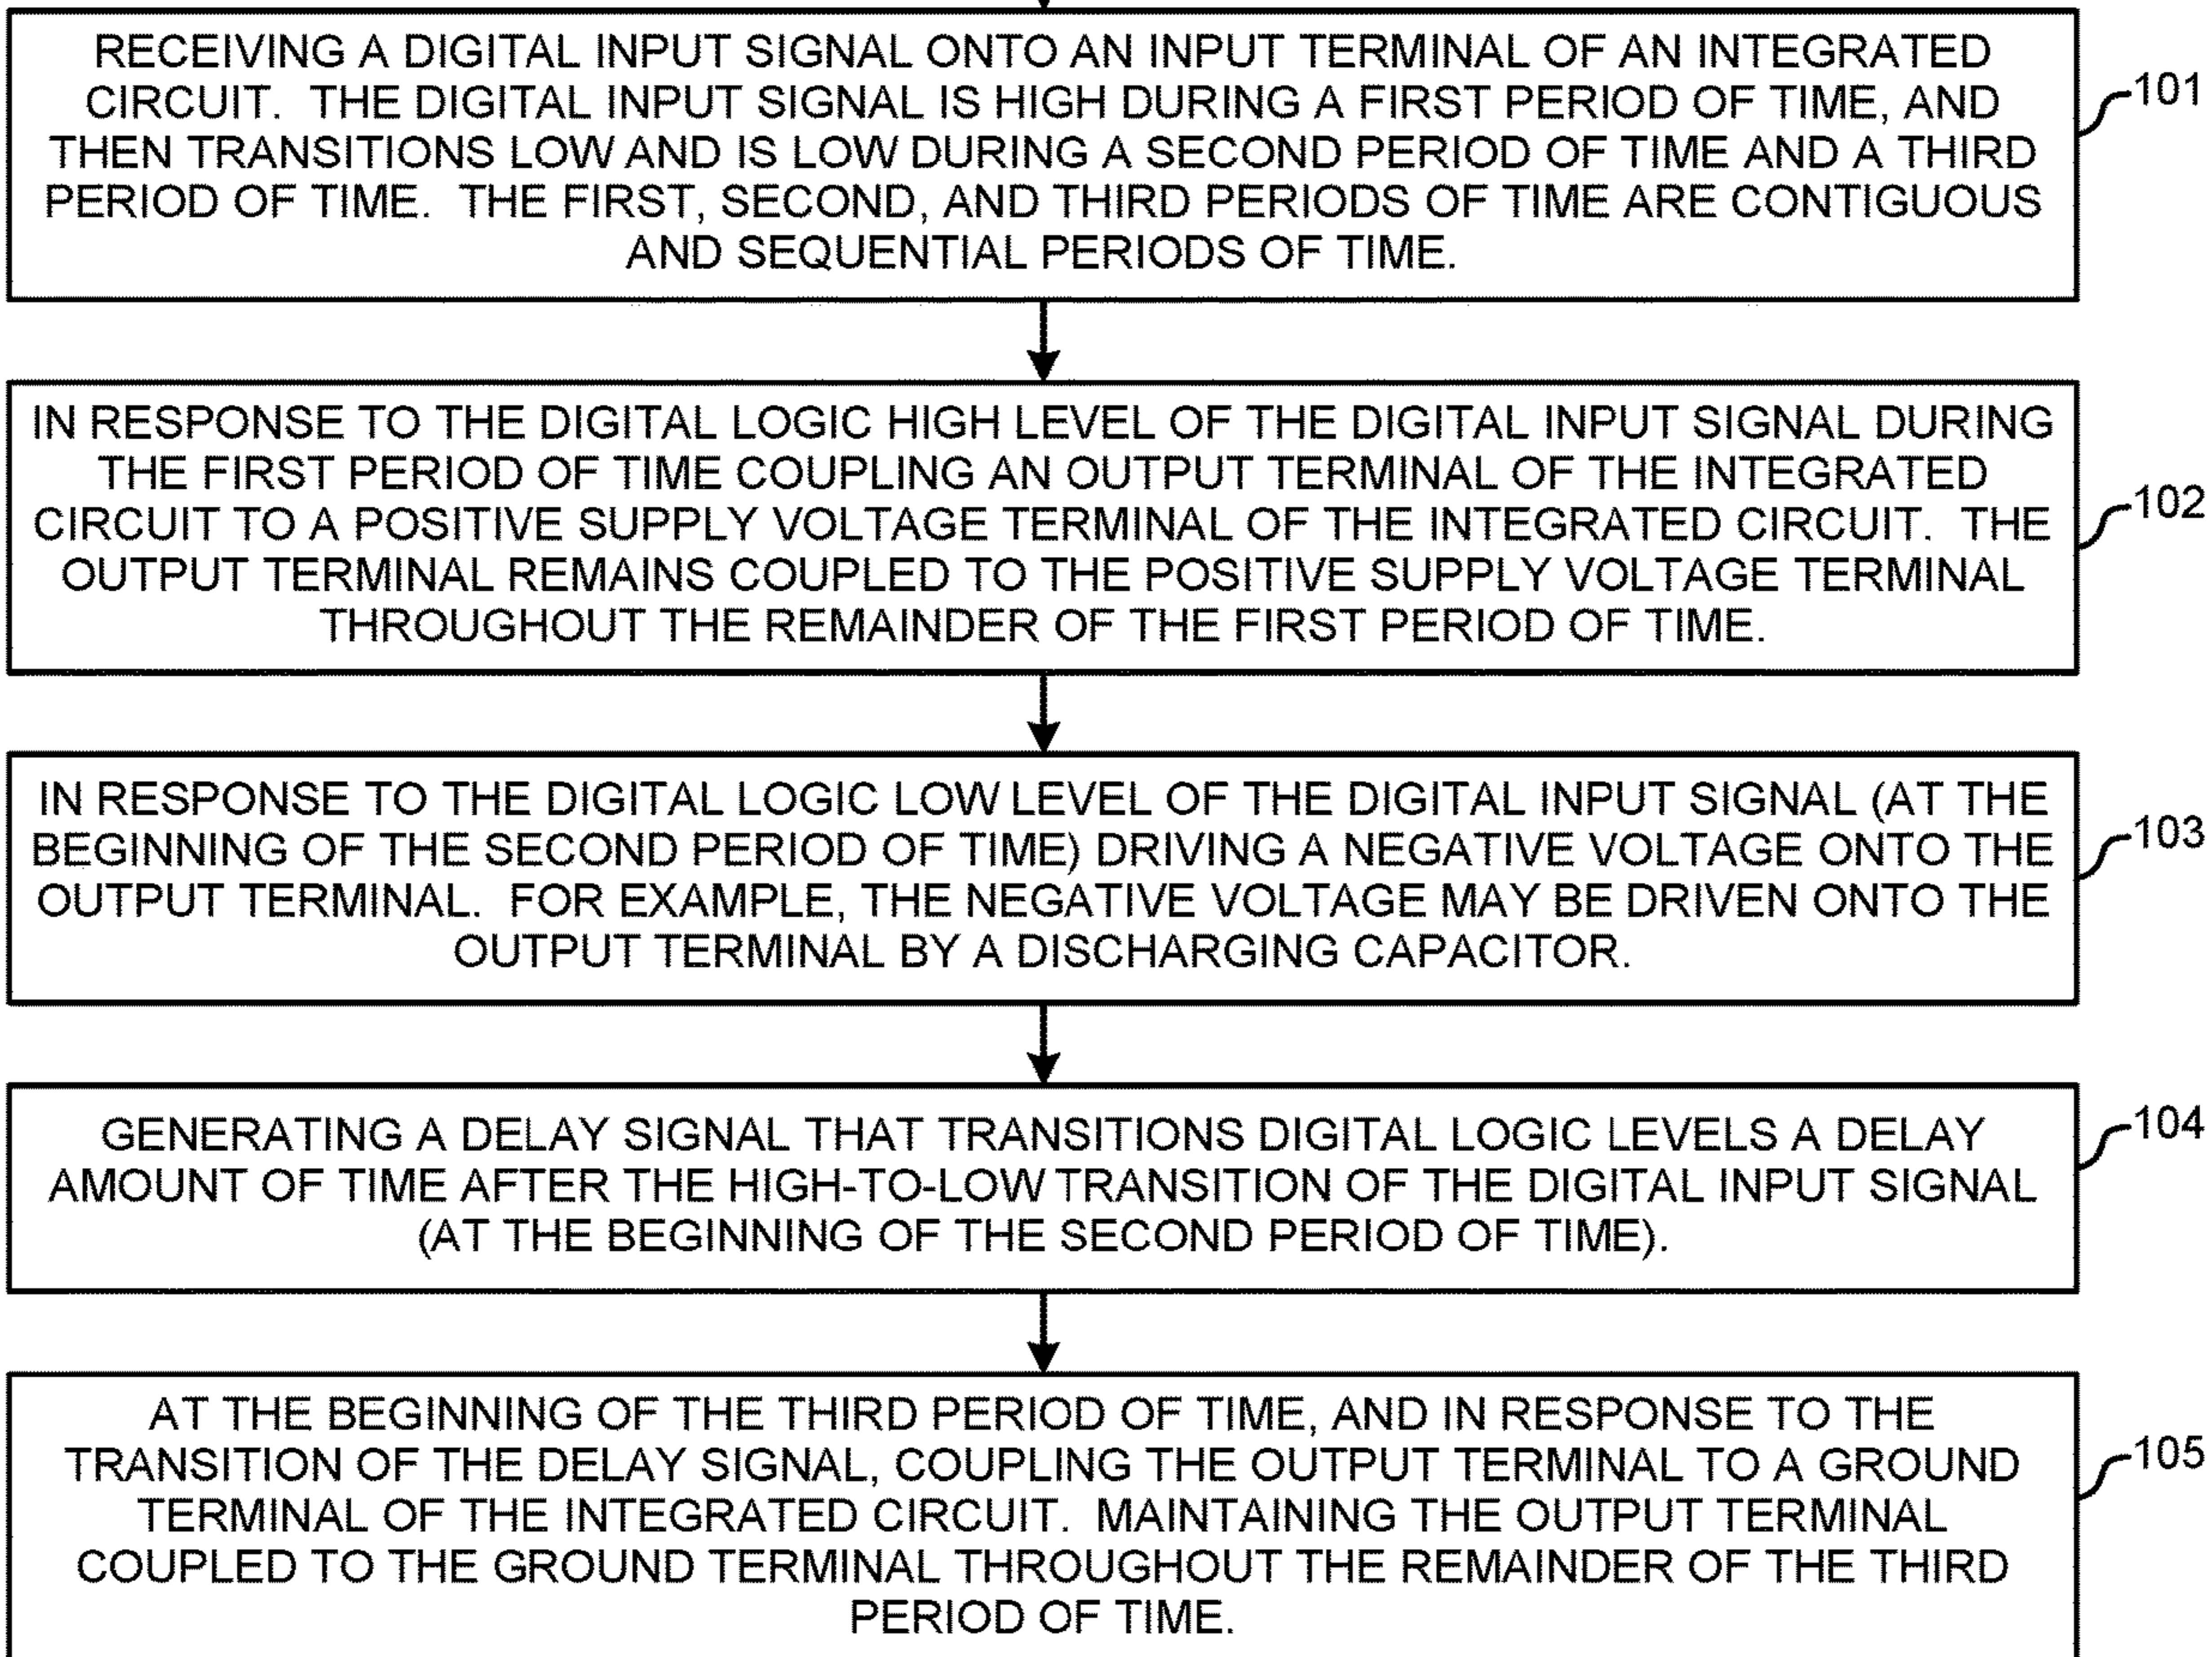 RECEIVING A DIGITAL INPUT SIGNAL ONTO AN INPUT TERMINAL OF AN INTEGRATED
CIRCUIT. THE DIGITAL INPUT SIGNAL IS HIGH DURING A FIRST PERIOD OF TIME, AND
THEN TRANSITIONS LOW AND IS LOW DURING A SECOND PERIOD OF TIME AND A THIRD
PERIOD OF TIME. THE FIRST, SECOND, AND THIRD PERIODS OF TIME ARE CONTIGUOUS
AND SEQUENTIAL PERIODS OF TIME.
101
IN RESPONSE TO THE DIGITAL LOGIC HIGH LEVEL OF THE DIGITAL INPUT SIGNAL DURING
THE FIRST PERIOD OF TIME COUPLING AN OUTPUT TERMINAL OF THE INTEGRATED
CIRCUIT TO A POSITIVE SUPPLY VOLTAGE TERMINAL OF THE INTEGRATED CIRCUIT. THE
OUTPUT TERMINAL REMAINS COUPLED TO THE POSITIVE SUPPLY VOLTAGE TERMINAL
THROUGHOUT THE REMAINDER OF THE FIRST PERIOD OF TIME.
102
IN RESPONSE TO THE DIGITAL LOGIC LOW LEVEL OF THE DIGITAL INPUT SIGNAL (AT THE
BEGINNING OF THE SECOND PERIOD OF TIME) DRIVING A NEGATIVE VOLTAGE ONTO THE
OUTPUT TERMINAL. FOR EXAMPLE, THE NEGATIVE VOLTAGE MAY BE DRIVEN ONTO THE
OUTPUT TERMINAL BY A DISCHARGING CAPACITOR.
103
GENERATING A DELAY SIGNAL THAT TRANSITIONS DIGITAL LOGIC LEVELS A DELAY
AMOUNT OF TIME AFTER THE HIGH-TO-LOW TRANSITION OF THE DIGITAL INPUT SIGNAL
(AT THE BEGINNING OF THE SECOND PERIOD OF TIME).
104
AT THE BEGINNING OF THE THIRD PERIOD OF TIME, AND IN RESPONSE TO THE
TRANSITION OF THE DELAY SIGNAL, COUPLING THE OUTPUT TERMINAL TO A GROUND
TERMINAL OF THE INTEGRATED CIRCUIT. MAINTAINING THE OUTPUT TERMINAL
COUPLED TO THE GROUND TERMINAL THROUGHOUT THE REMAINDER OF THE THIRD
PERIOD OF TIME.
105